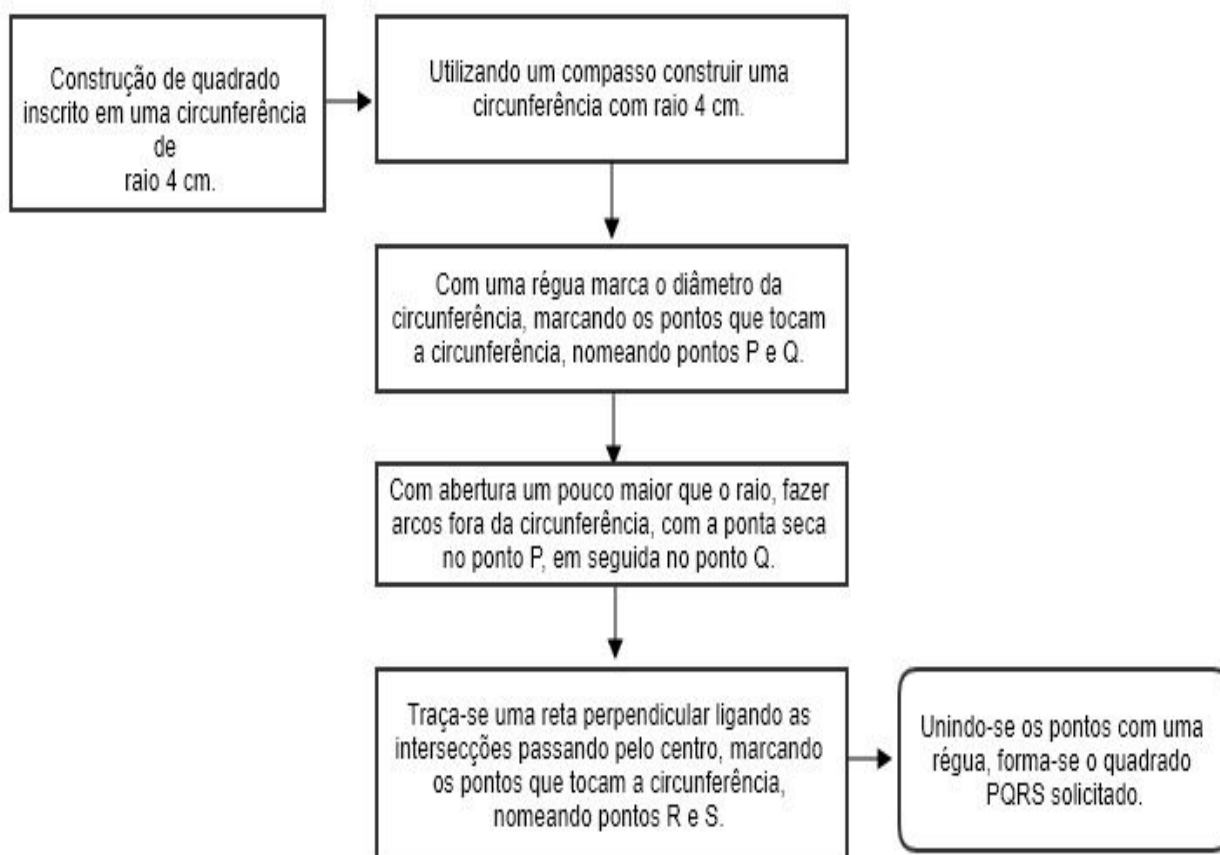 Construção de quadrado
inscrito em uma circunferência
de
raio 4 cm.
Utilizando um compasso construir uma
circunferência com raio 4 cm.
Com uma régua marca o diâmetro da
circunferência, marcando os pontos que tocam
a circunferência, nomeando pontos P e Q.
Com abertura um pouco maior que o raio, fazer
arcos fora da circunferência, com a ponta seca
no ponto P, em seguida no ponto Q.
Traça-se uma reta perpendicular ligando as
intersecções passando pelo centro, marcando
os pontos que tocam a circunferência,
nomeando pontos R e S.
Unindo-se os pontos com uma
régua, forma-se o quadrado
PQRS solicitado.